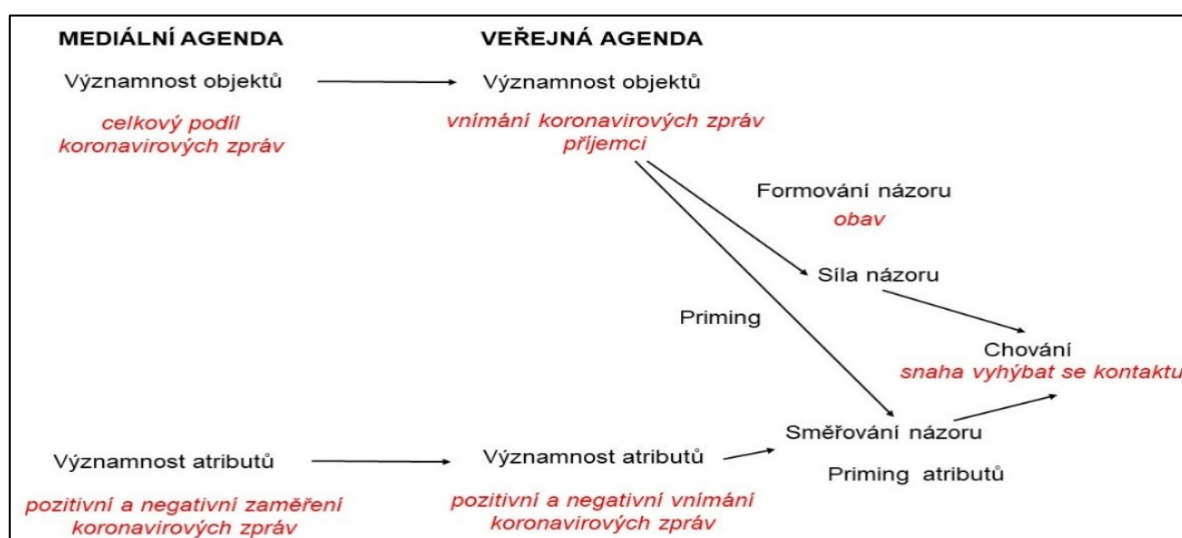 MEDIÁLNÍ AGENDA
VEŘEJNÁ AGENDA
Významnost objektů
Významnost objektů
celkový podíl
koronavirových zpráv
vnímání koronavirových zpráv
příjemci
Formování názoru
obav
Síla názoru
Priming
Chování
snaha vyhýbat se kontaktu
Směřování názoru
Priming atributů
Významnost atributů
Významnost atributů
pozitivní a negativní zaměření
koronavirových zpráv
pozitivní a negativní vnímání
koronavirových zpráv